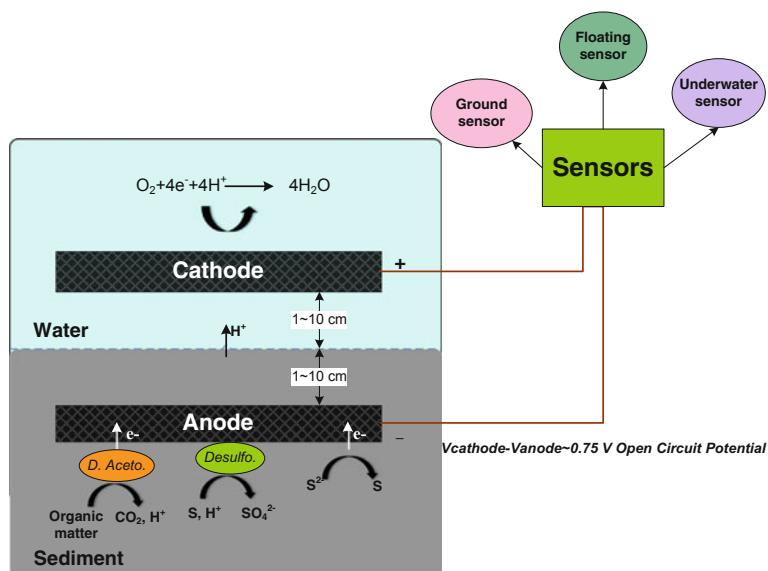 Floating
sensor
Ground
sensor
Underwater
sensor
Sensors
O₂+4e⁻+4H⁺ → 4H₂O
Cathode
+
1~10 cm
Water
H⁺
1~10 cm
Anode
e-
e-
_
Vcathode-Vanode~0.75 V Open Circuit Potential
D. Aceto.
Desulfo.
S²⁻
S
Organic
matter
CO₂, H⁺
S, H⁺
SO₄²⁻
Sediment